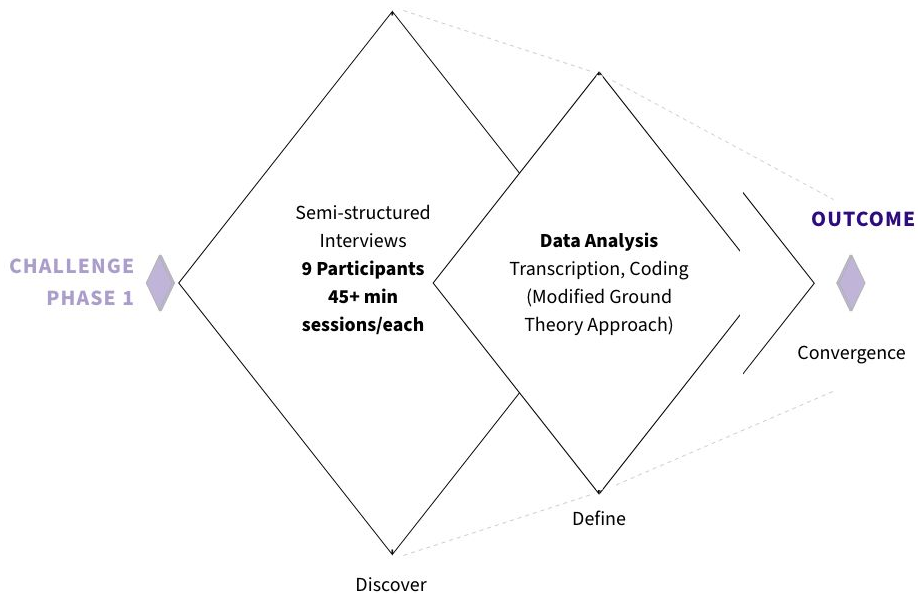 CHALLENGE
PHASE 1
Semi-structured
Interviews
9 Participants
45+ min
sessions/each
Data Analysis
Transcription, Coding
(Modified Ground
Theory Approach)
OUTCOME
Convergence
Define
Discover